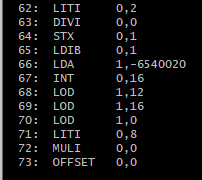 62: LITI 0,2
63: DIVI 0,0
64: STX 0,1
65: LDIB 0,1
66: LDA 1,-6540020
67: INT 0,16
68: LOD 1,12
69: LOD 1,16
70: LOD 1,0
71: LITI 0,8
72: MULI 0,0
73: OFFSET 0,0